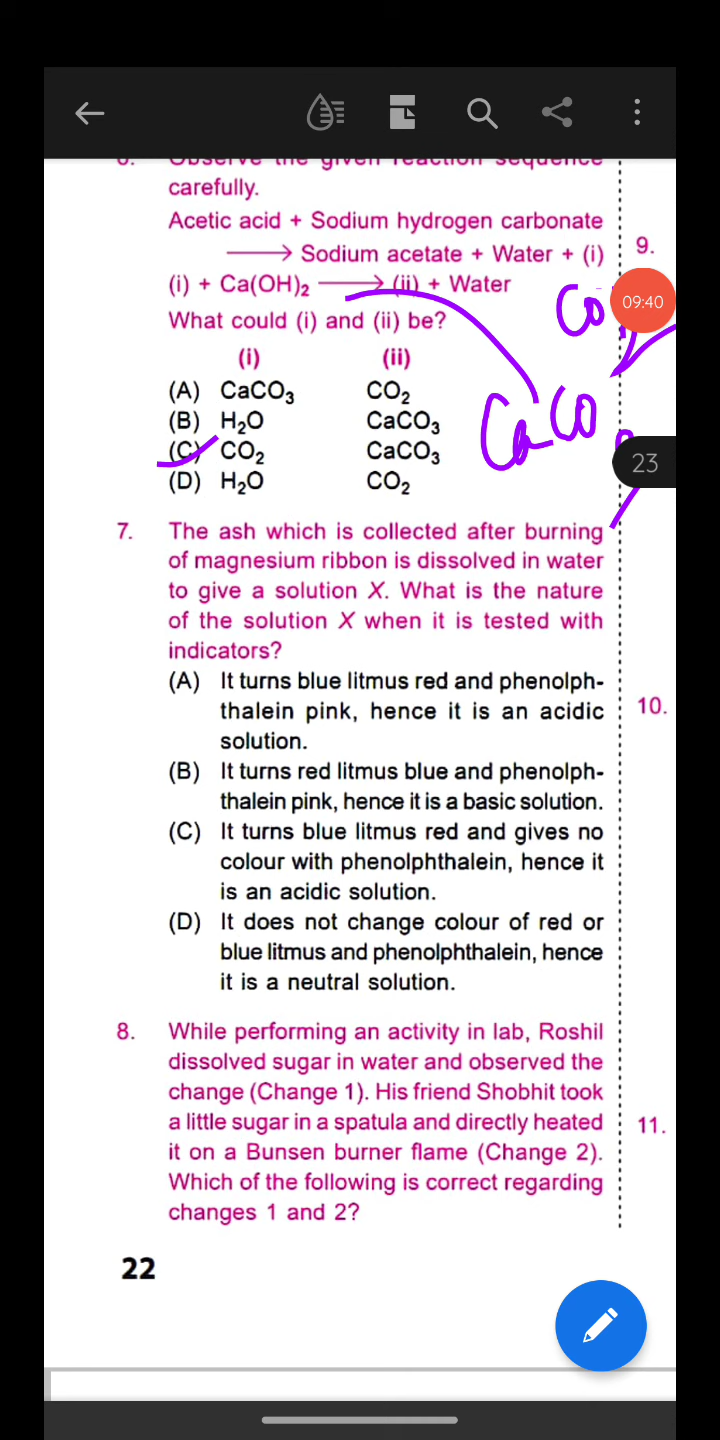 carefully.
Acetic acid + Sodium hydrogen carbonate
⟶ Sodium acetate + Water + (i)
(i) + Ca(OH)₂ ⟶ (ii) + Water
What could (i) and (ii) be?
(i) (ii)
(A) CaCO₃ CO₂
(B) H₂O CaCO₃
(C) CO₂ CaCO₃
(D) H₂O CO₂
Co
CaCO
7. The ash which is collected after burning
of magnesium ribbon is dissolved in water
to give a solution X. What is the nature
of the solution X when it is tested with
indicators?
(A) It turns blue litmus red and phenolph-
thalein pink, hence it is an acidic
solution.
(B) It turns red litmus blue and phenolph-
thalein pink, hence it is a basic solution.
(C) It turns blue litmus red and gives no
colour with phenolphthalein, hence it
is an acidic solution.
(D) It does not change colour of red or
blue litmus and phenolphthalein, hence
it is a neutral solution.
8. While performing an activity in lab, Roshil
dissolved sugar in water and observed the
change (Change 1). His friend Shobhit took
a little sugar in a spatula and directly heated
it on a Bunsen burner flame (Change 2).
Which of the following is correct regarding
changes 1 and 2?
22
9.
09:40
23
10.
11.